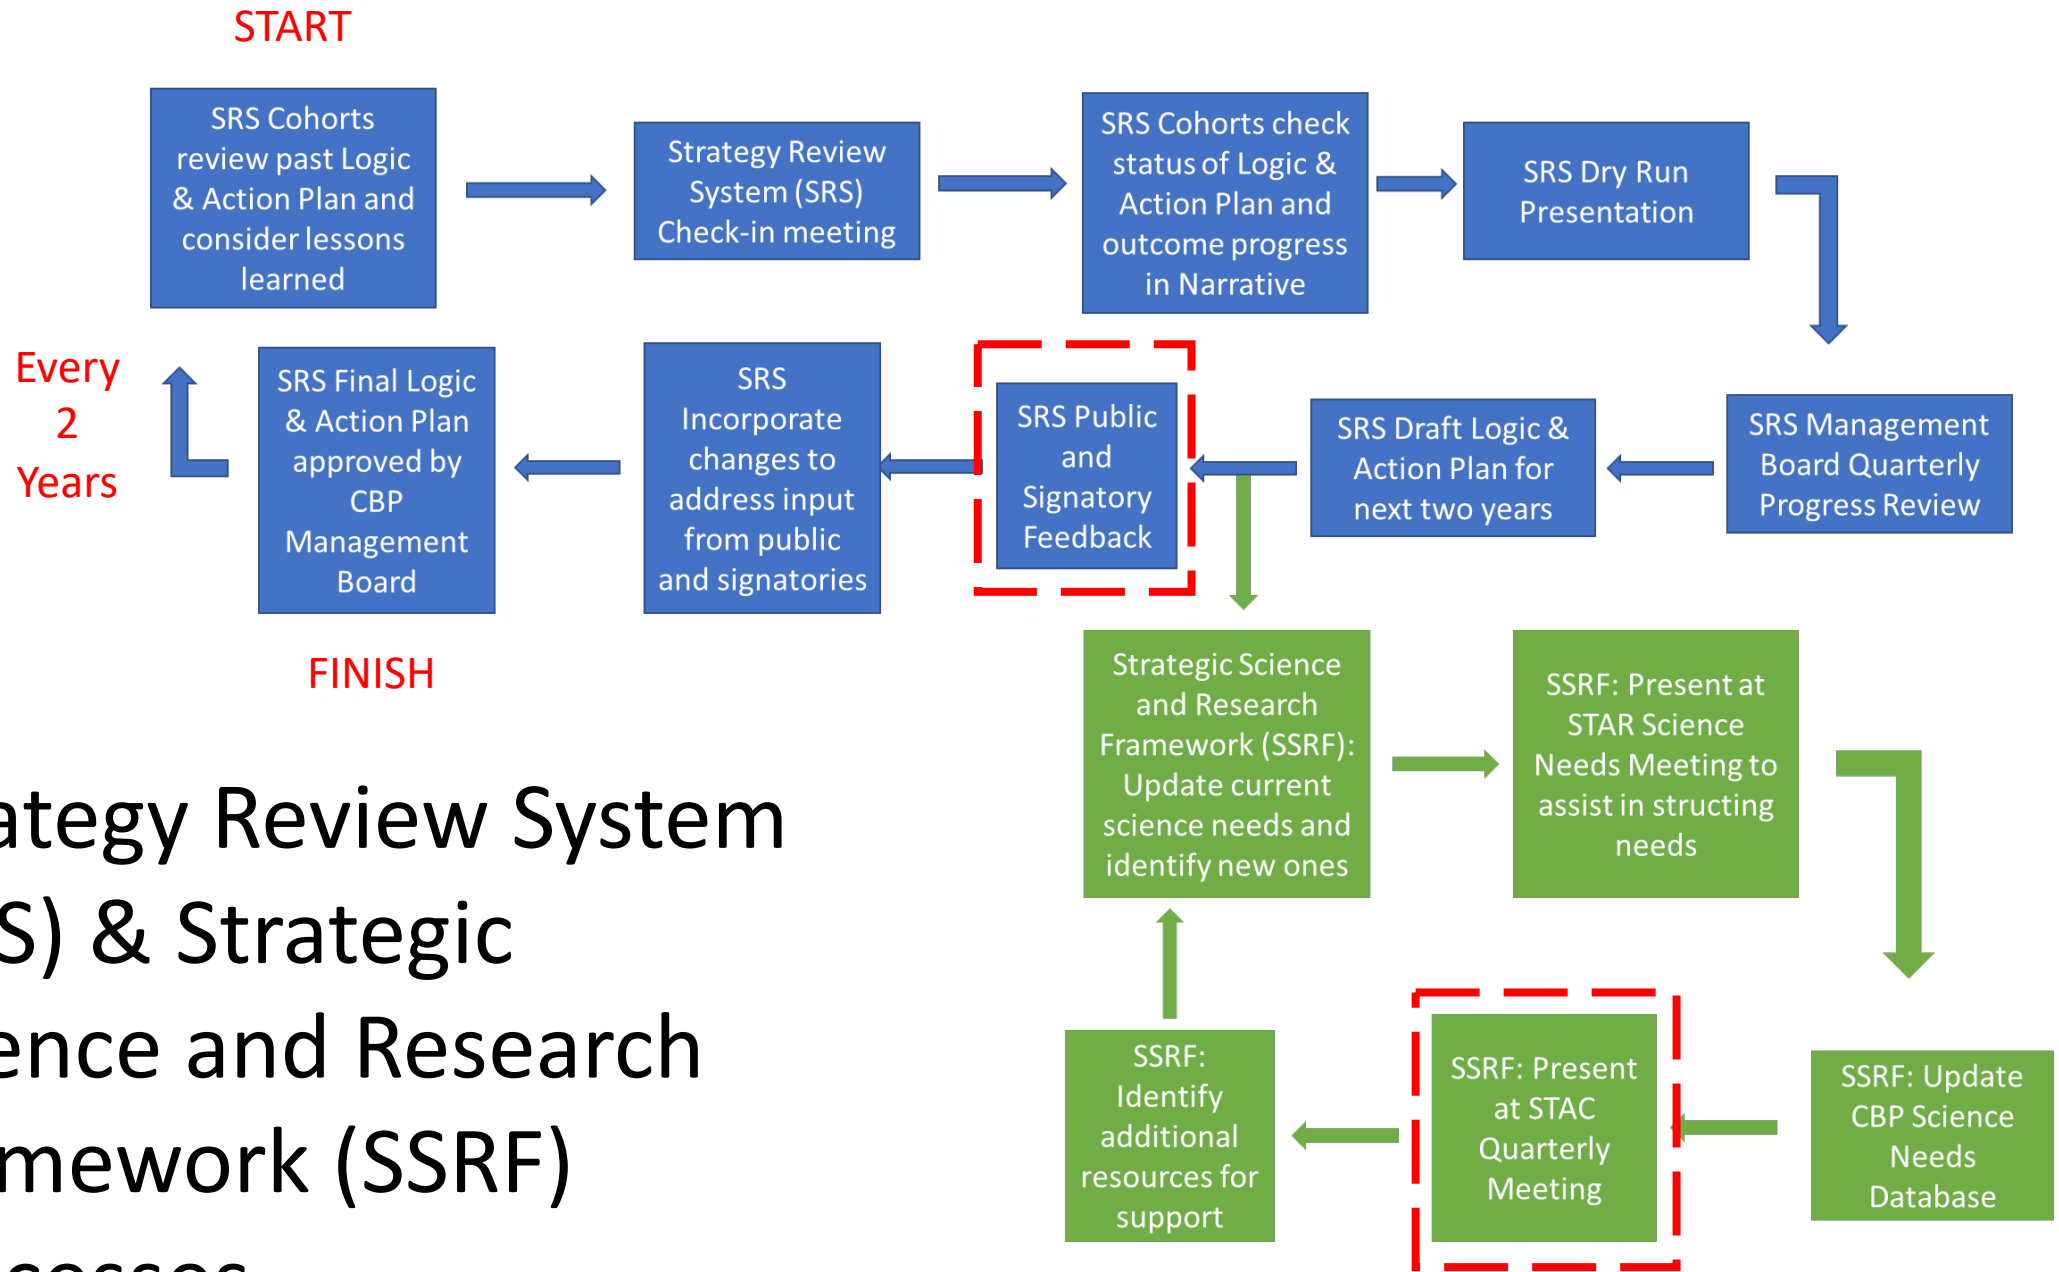 START
SRS Cohorts
review past Logic
& Action Plan and
consider lessons
learned
Strategy Review
System (SRS)
Check-in meeting
SRS Cohorts check
status of Logic &
Action Plan and
outcome progress
in Narrative
SRS Dry Run
Presentation
SRS Management
Board Quarterly
Progress Review
SRS Draft Logic &
Action Plan for
next two years
SRS Public
and
Signatory
Feedback
SRS
Incorporate
changes to
address input
from public
and signatories
SRS Final Logic
& Action Plan
approved by
CBP
Management
Board
Every
2
Years
FINISH
Strategic Science
and Research
Framework (SSRF):
Update current
science needs and
identify new ones
SSRF: Present at
STAR Science
Needs Meeting to
assist in structing
needs
SSRF: Update
CBP Science
Needs
Database
SSRF: Present
at STAC
Quarterly
Meeting
SSRF:
Identify
additional
resources for
support
ategy Review System
S) & Strategic
ence and Research
mework (SSRF)